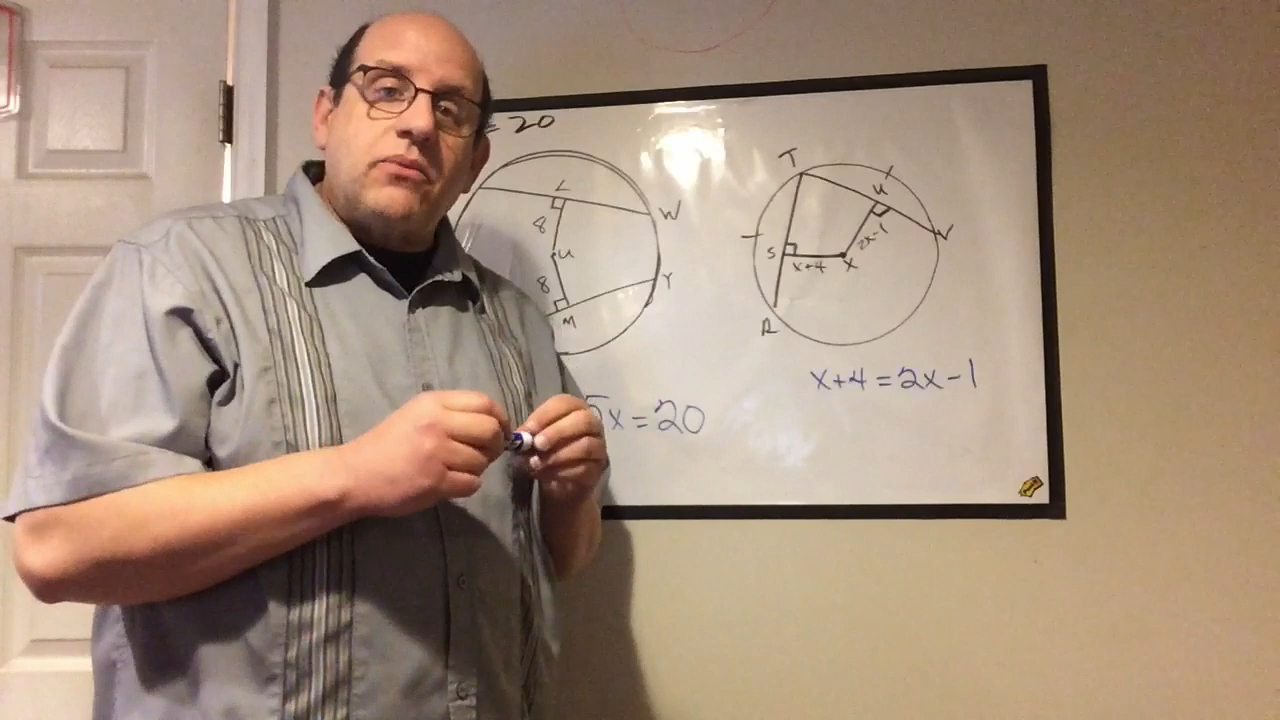 = 20
L
W
8
U
8
Y
M
5x = 20
T
U
V
S
2x-1
x+4
X
R
x+4 = 2x-1